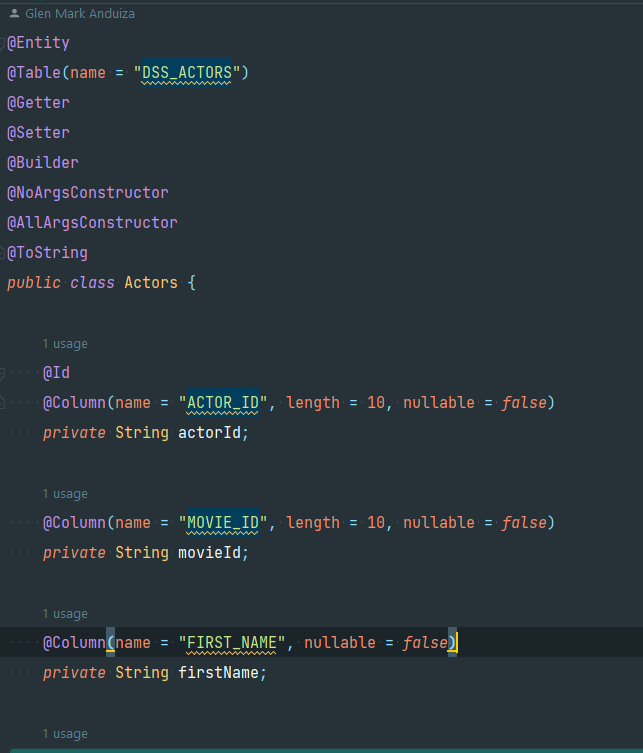 Glen Mark Anduiza
@Entity
@Table(name = "DSS_ACTORS")
@Getter
@Setter
@Builder
@NoArgsConstructor
@AllArgsConstructor
@ToString
public class Actors {
1 usage
@Id
@Column(name = "ACTOR_ID", length = 10, nullable = false)
private String actorId;
1 usage
@Column(name = "MOVIE_ID", length = 10, nullable = false)
private String movieId;
1 usage
@Column(name = "FIRST_NAME", nullable = false)
private String firstName;
1 usage